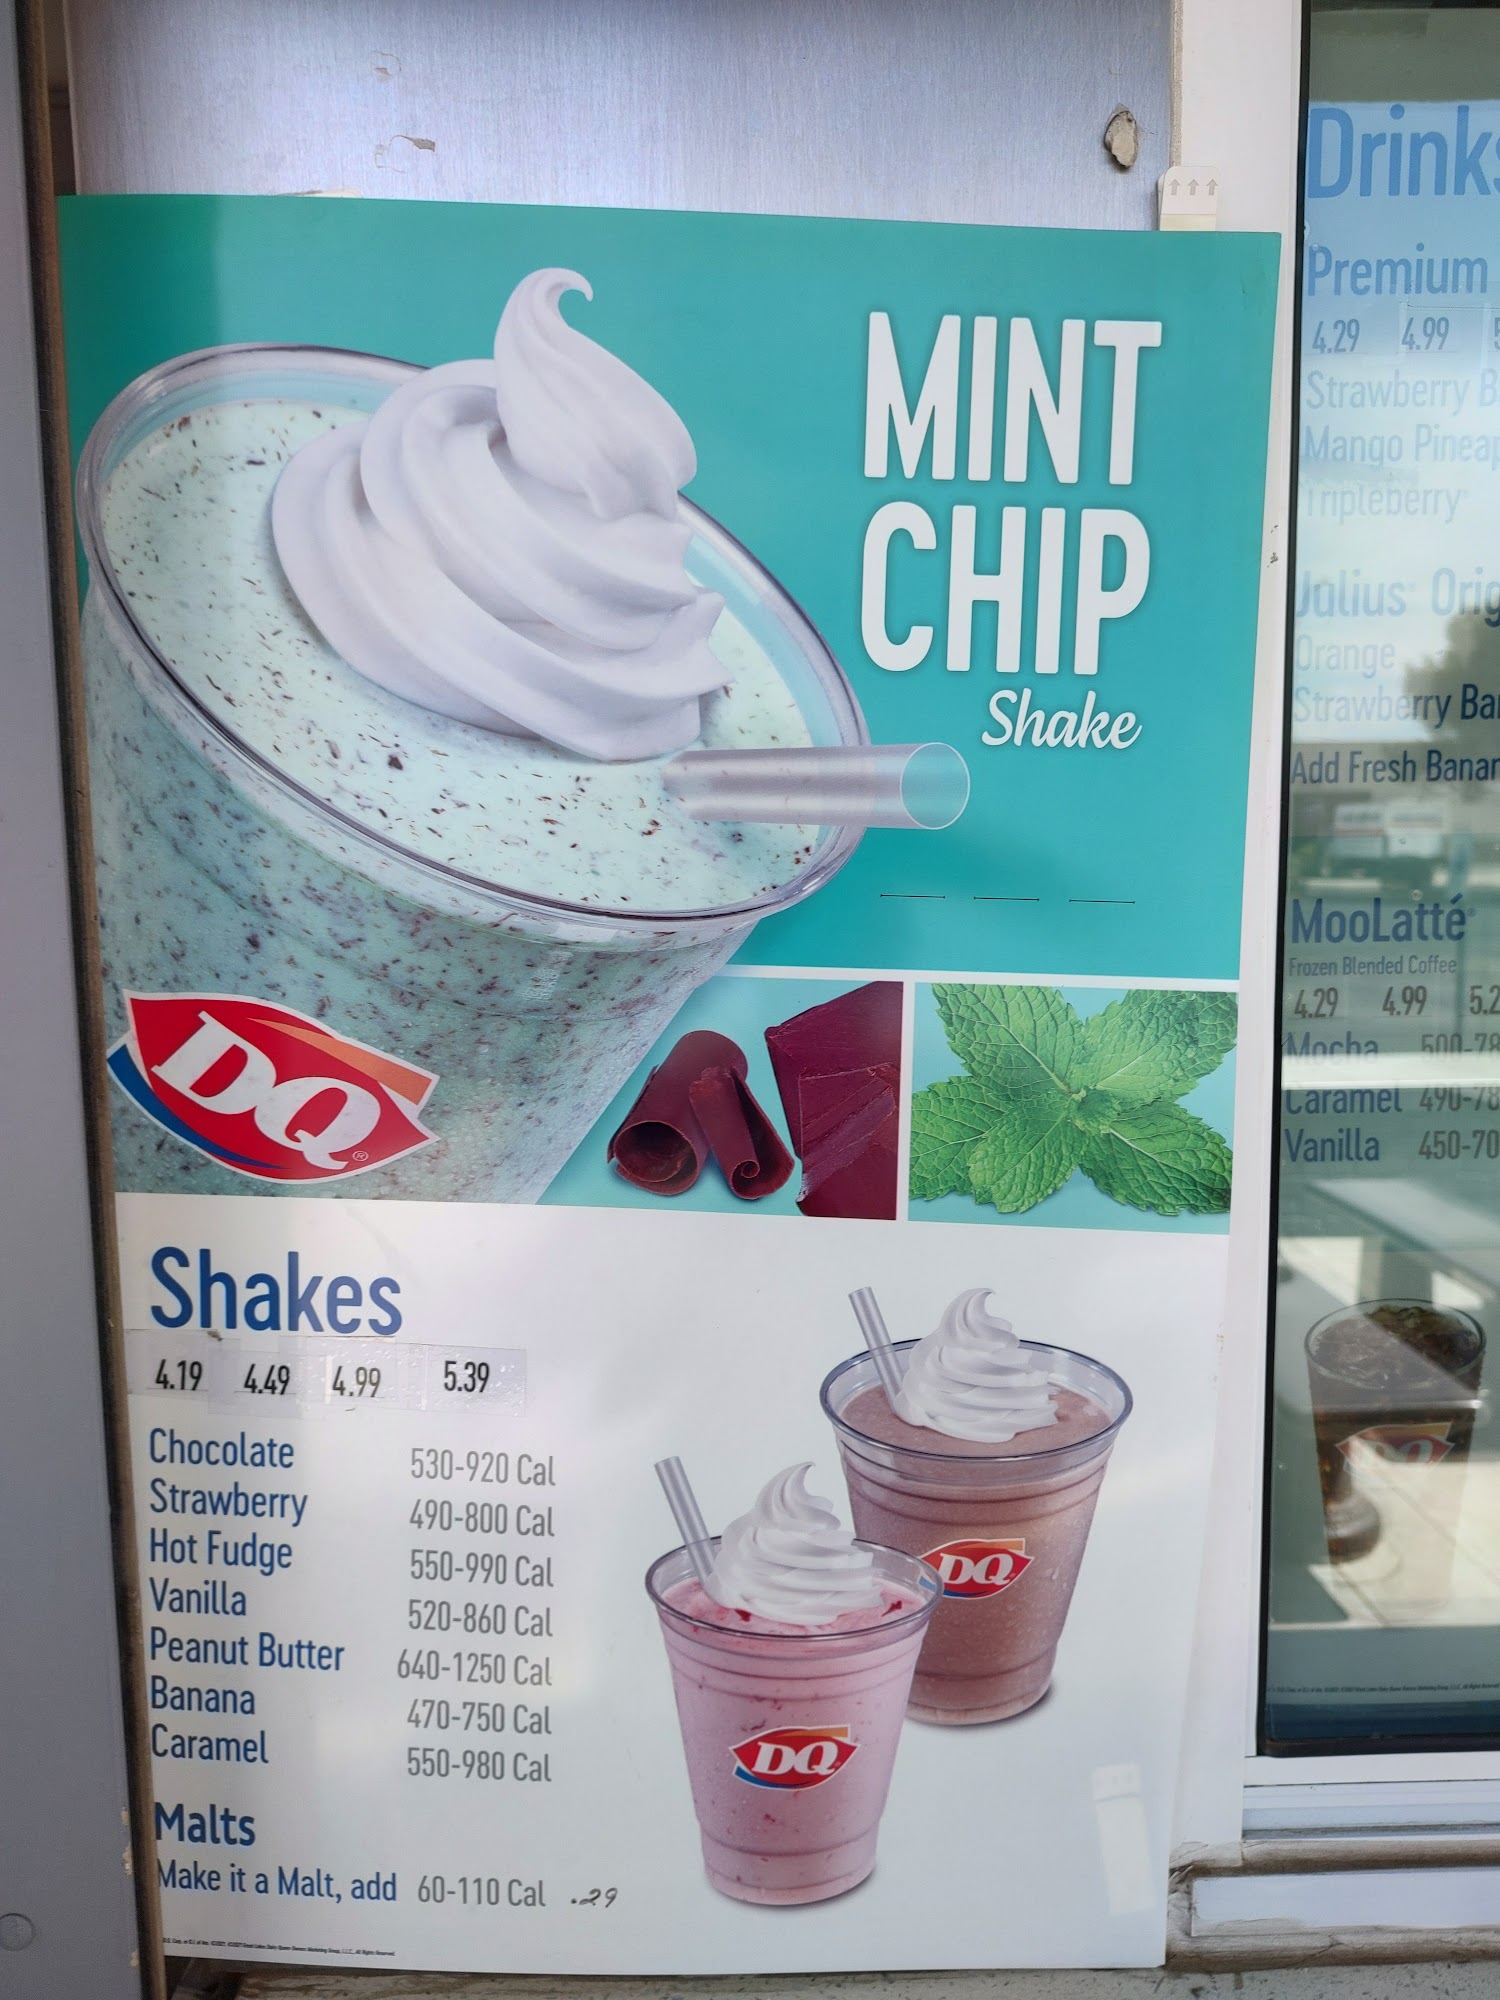 MINT
CHIP
Shake
DQ
Shakes
4.19 4.49 4.99 5.39
Chocolate 530-920 Cal
Strawberry 490-800 Cal
Hot Fudge 550-990 Cal
Vanilla 520-860 Cal
Peanut Butter 640-1250 Cal
Banana 470-750 Cal
Caramel 550-980 Cal
Malts
Make it a Malt, add 60-110 Cal .29
DQ
DQ
Drinks
Premium
4.29 4.99
Strawberry
Mango
Tripleberry
Julius®
Orange
Strawberry
Add Fresh
MooLatté®
Frozen Blended Coffee
4.29 4.99
Mocha
Caramel
Vanilla
DQ